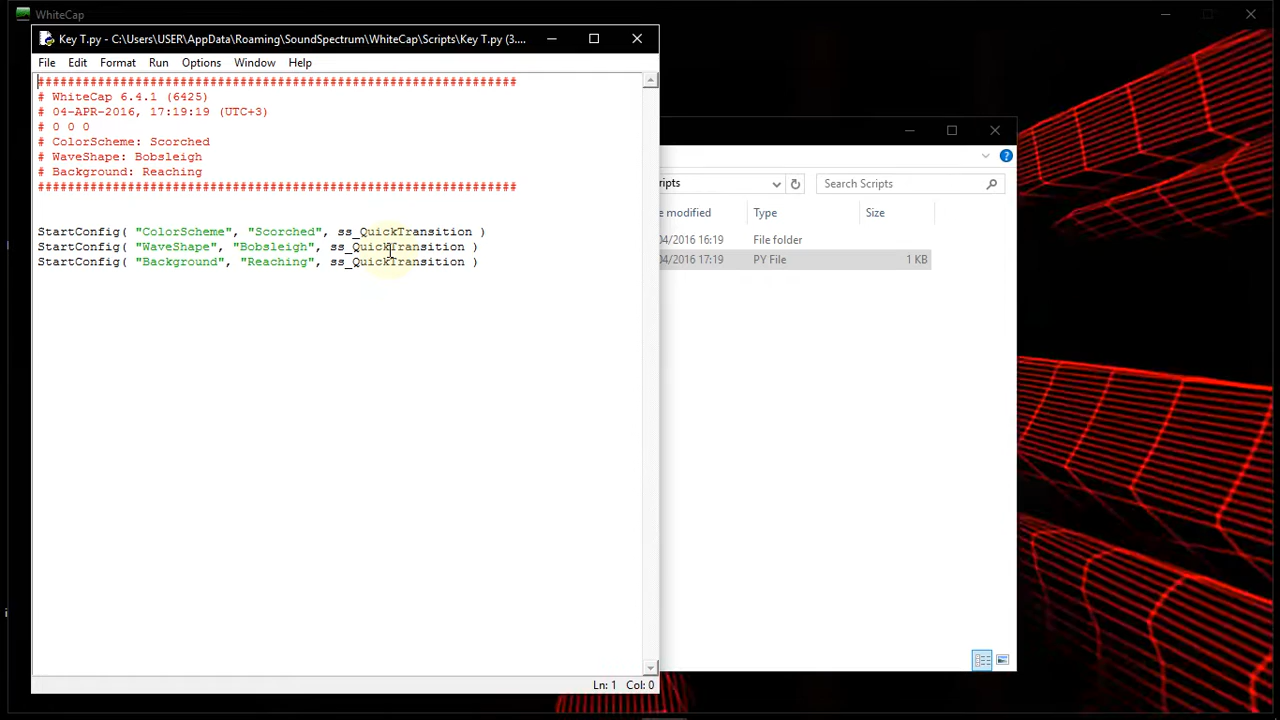 WhiteCap
Key T.py - C:\Users\USER\AppData\Roaming\SoundSpectrum\WhiteCap\Scripts\Key T.py (3....
File Edit Format Run Options Window Help
##############################################################
# WhiteCap 6.4.1 (6425)
# 04-APR-2016, 17:19:19 (UTC+3)
# 0 0 0
# ColorScheme: Scorched
# WaveShape: Bobsleigh
# Background: Reaching
##############################################################
StartConfig( "ColorScheme", "Scorched", ss_QuickTransition )
StartConfig( "WaveShape", "Bobsleigh", ss_QuickTransition )
StartConfig( "Background", "Reaching", ss_QuickTransition )
Ln: 1 Col: 0
ripts
Search Scripts
modified Type Size
04/2016 16:19 File folder
04/2016 17:19 PY File 1 KB